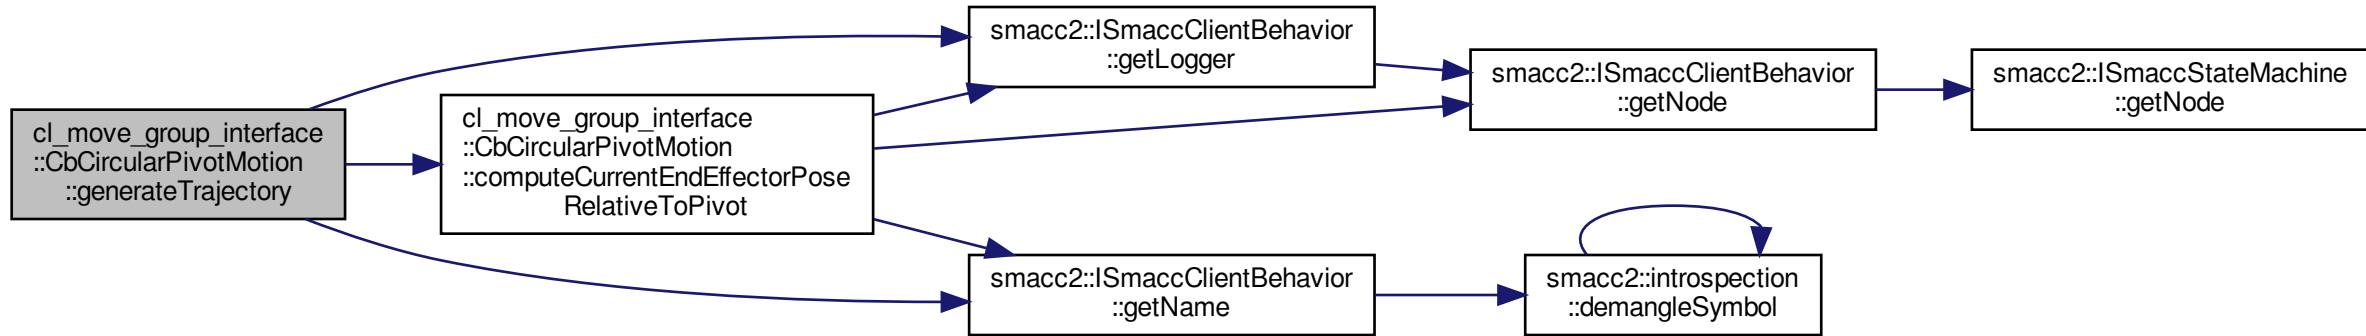 cl_move_group_interface
::CbCircularPivotMotion
::generateTrajectory
cl_move_group_interface
::CbCircularPivotMotion
::computeCurrentEndEffectorPose
RelativeToPivot
smacc2::ISmaccClientBehavior
::getLogger
smacc2::ISmaccClientBehavior
::getNode
smacc2::ISmaccStateMachine
::getNode
smacc2::ISmaccClientBehavior
::getName
smacc2::introspection
::demangleSymbol